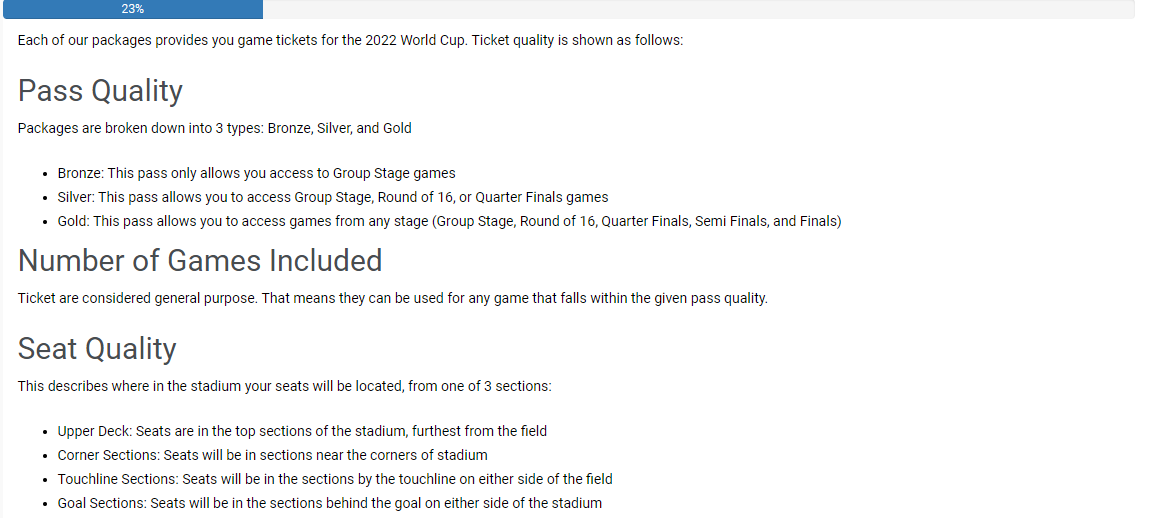 23%
Each of our packages provides you game tickets for the 2022 World Cup. Ticket quality is shown as follows:
Pass Quality
Packages are broken down into 3 types: Bronze, Silver, and Gold
• Bronze: This pass only allows you access to Group Stage games
• Silver: This pass allows you to access Group Stage, Round of 16, or Quarter Finals games
• Gold: This pass allows you to access games from any stage (Group Stage, Round of 16, Quarter Finals, Semi Finals, and Finals)
Number of Games Included
Ticket are considered general purpose. That means they can be used for any game that falls within the given pass quality.
Seat Quality
This describes where in the stadium your seats will be located, from one of 3 sections:
• Upper Deck: Seats are in the top sections of the stadium, furthest from the field
• Corner Sections: Seats will be in sections near the corners of stadium
• Touchline Sections: Seats will be in the sections by the touchline on either side of the field
• Goal Sections: Seats will be in the sections behind the goal on either side of the stadium